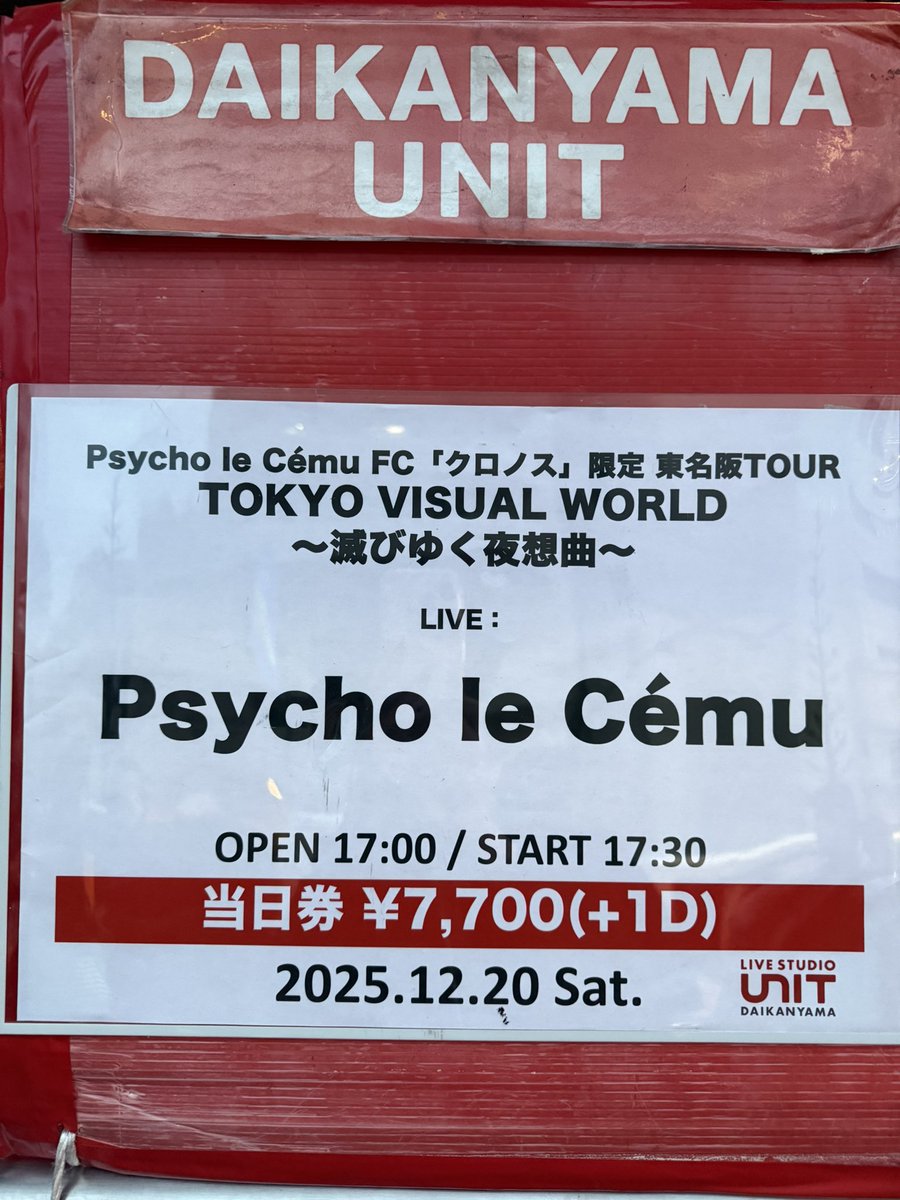 DAIKANYAMA
UNIT
Psycho le Cému FC「クロノス」限定 東名阪TOUR
TOKYO VISUAL WORLD
～滅びゆく夜想曲～
LIVE：
Psycho le Cému
OPEN 17:00 / START 17:30
当日券 ¥7,700(+1D)
2025.12.20 Sat.
LIVE STUDIO
UNIT
DAIKANYAMA